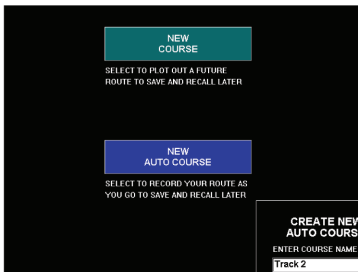 NEW
COURSE
SELECT TO PLOT OUT A FUTURE
ROUTE TO SAVE AND RECALL LATER
NEW
AUTO COURSE
SELECT TO RECORD YOUR ROUTE AS
YOU GO TO SAVE AND RECALL LATER
CREATE NEW
AUTO COURS
ENTER COURSE NAME
Track 2